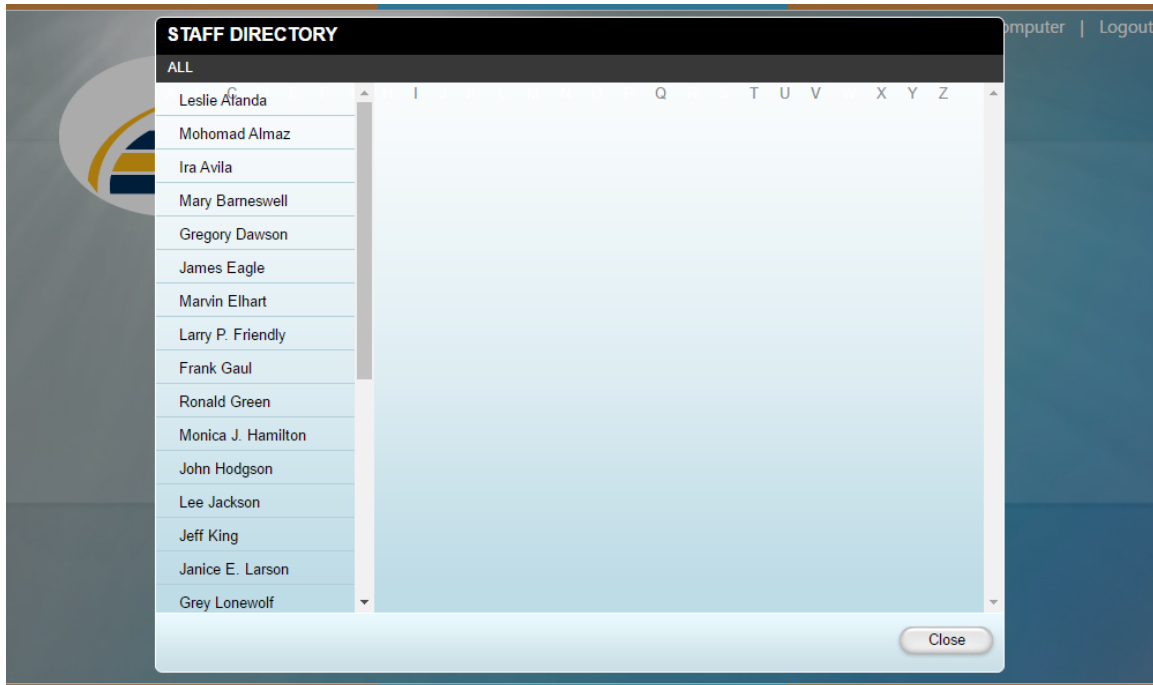 omputer | Logout
STAFF DIRECTORY
ALL
C I Q T U V X Y Z
Leslie Afanda
Mohomad Almaz
Ira Avila
Mary Barneswell
Gregory Dawson
James Eagle
Marvin Elhart
Larry P. Friendly
Frank Gaul
Ronald Green
Monica J. Hamilton
John Hodgson
Lee Jackson
Jeff King
Janice E. Larson
Grey Lonewolf
Close